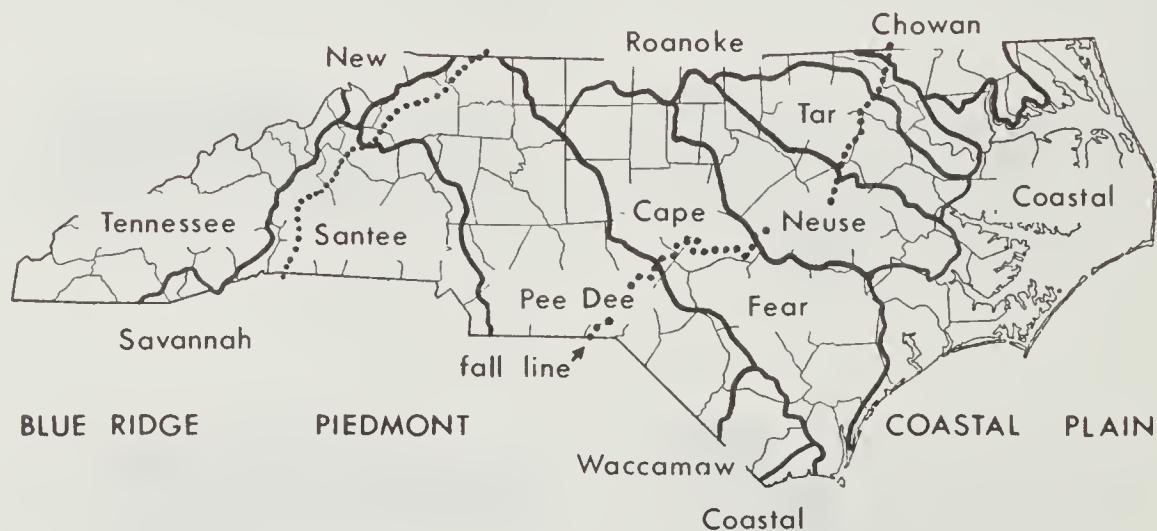 Chowan
New
Roanoke
Tar
Tennessee
Santee
Cape
Neuse
Coastal
Pee Dee
Fear
Savannah
fall line
BLUE RIDGE
PIEDMONT
COASTAL PLAIN
Waccamaw
Coastal